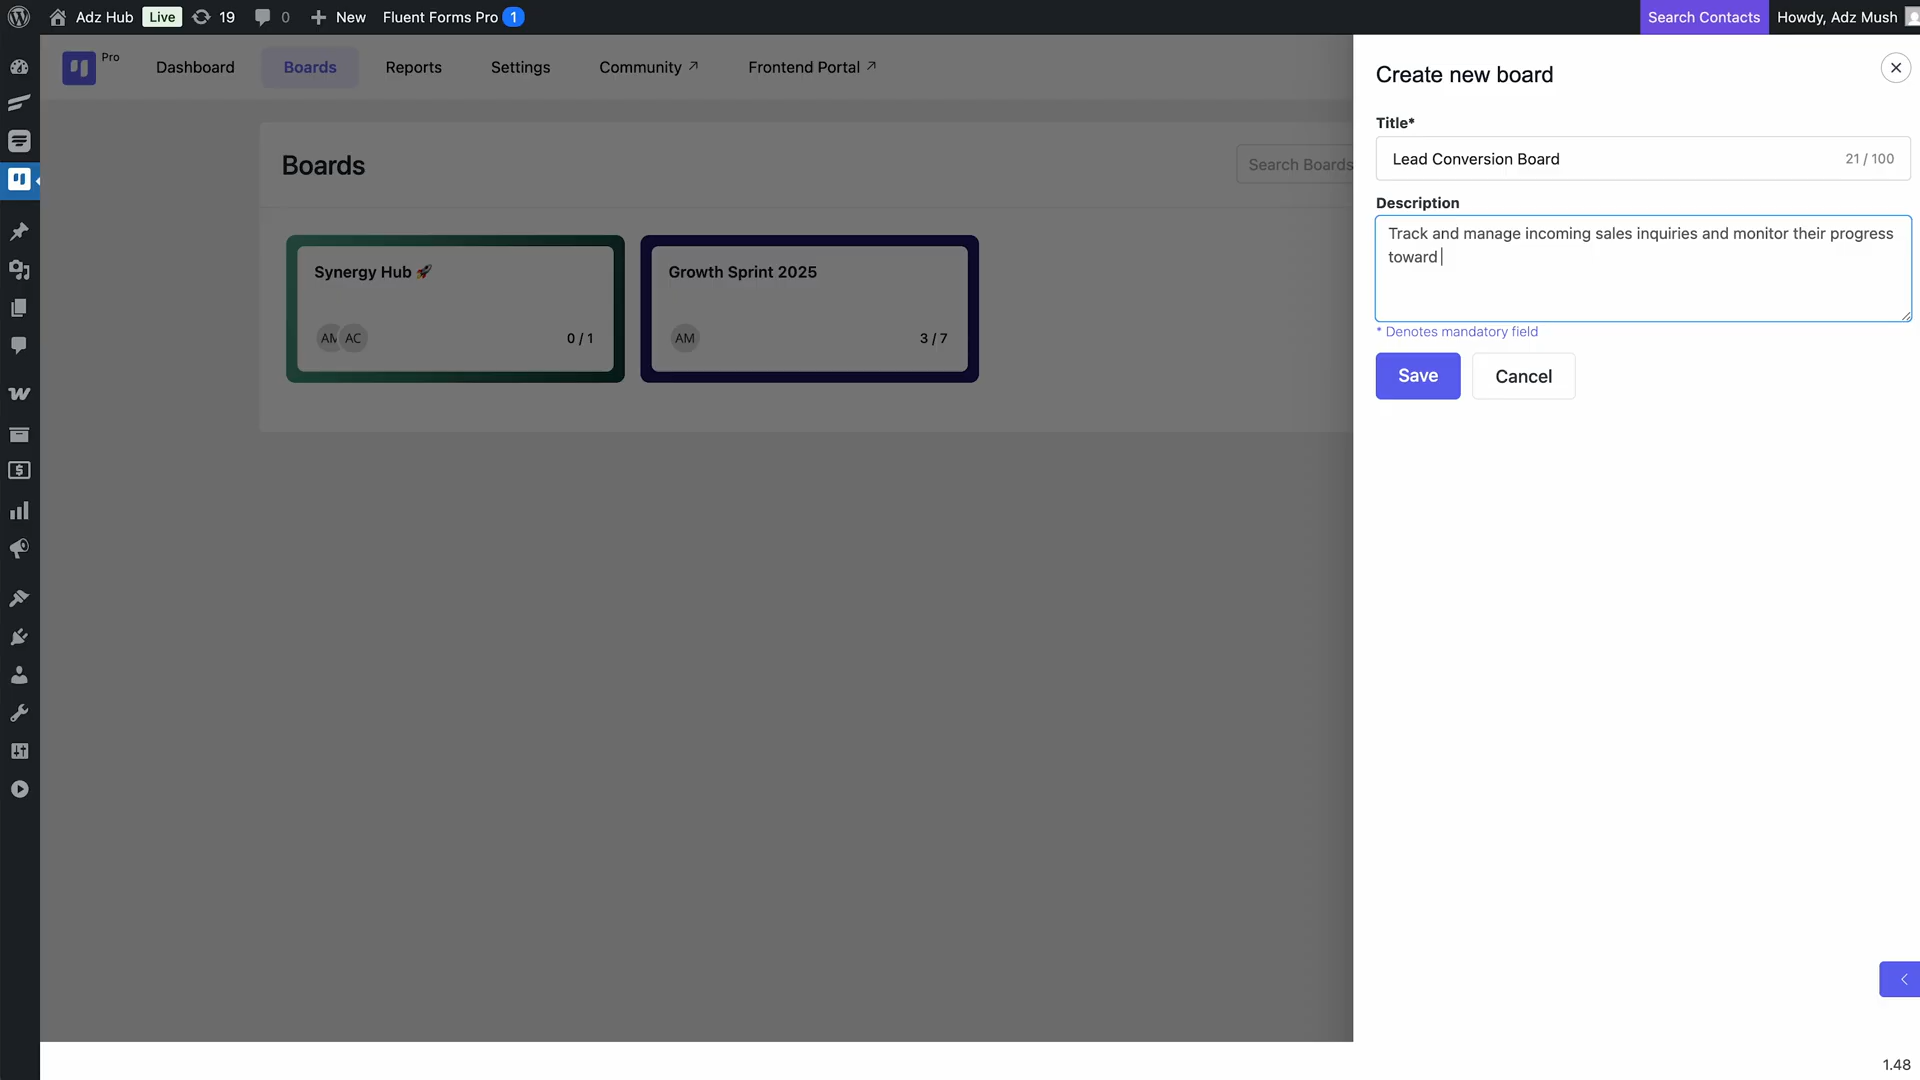 Adz Hub Live 19 0 New Fluent Forms Pro 1 Search Contacts Howdy, Adz Mush
Pro Dashboard Boards Reports Settings Community Frontend Portal
Boards
Search Boards
Synergy Hub 🚀
AM AC 0 / 1
Growth Sprint 2025
AM 3 / 7
Create new board
Title*
Lead Conversion Board 21 / 100
Description
Track and manage incoming sales inquiries and monitor their progress
toward
* Denotes mandatory field
Save Cancel
1.48